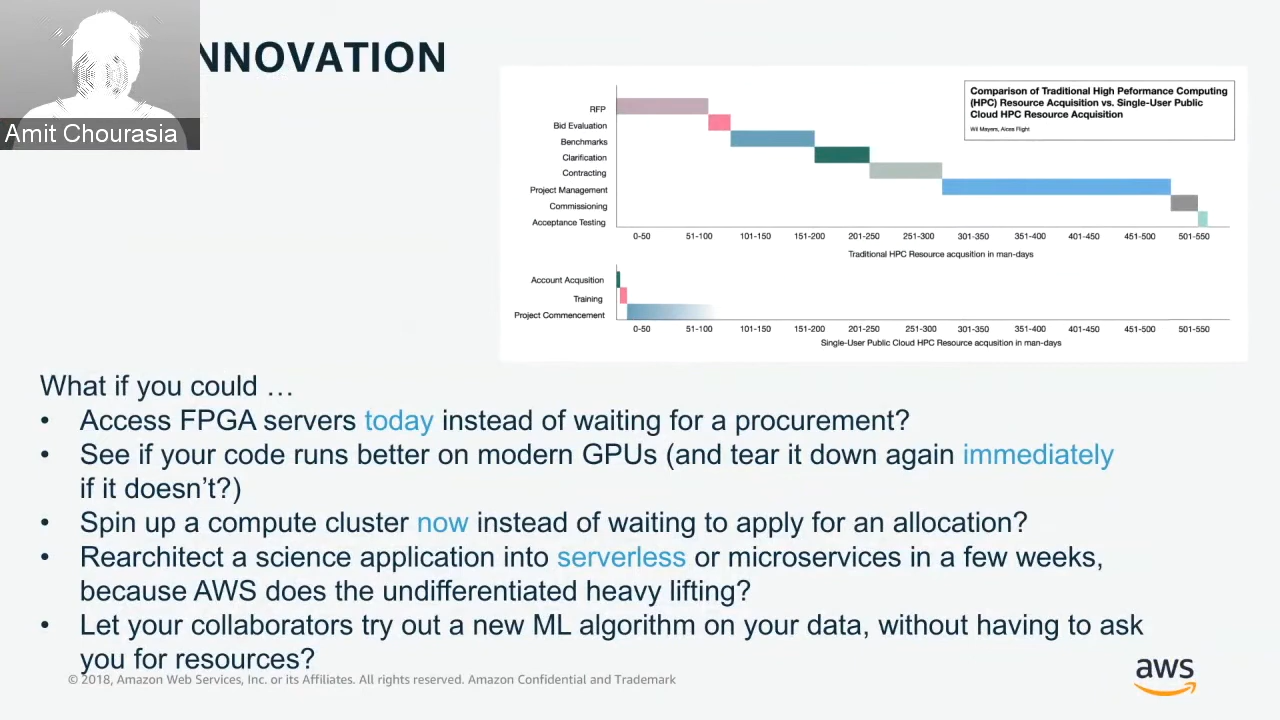 NNOVATION
Amit Chourasia
Comparison of Traditional High Peformance Computing
(HPC) Resource Acquisition vs. Single-User Public
Cloud HPC Resource Acquisition
Wil Mayers, Alces Flight
RFP
Bid Evaluation
Benchmarks
Clarification
Contracting
Project Management
Commissioning
Acceptance Testing
0-50 51-100 101-150 151-200 201-250 251-300 301-350 351-400 401-450 451-500 501-550
Traditional HPC Resource acqusition in man-days
Account Acqusition
Training
Project Commencement
0-50 51-100 101-150 151-200 201-250 251-300 301-350 351-400 401-450 451-500 501-550
Single-User Public Cloud HPC Resource acqusition in man-days
What if you could …
• Access FPGA servers today instead of waiting for a procurement?
• See if your code runs better on modern GPUs (and tear it down again immediately
if it doesn’t?)
• Spin up a compute cluster now instead of waiting to apply for an allocation?
• Rearchitect a science application into serverless or microservices in a few weeks,
because AWS does the undifferentiated heavy lifting?
• Let your collaborators try out a new ML algorithm on your data, without having to ask
you for resources?
© 2018, Amazon Web Services, Inc. or its Affiliates. All rights reserved. Amazon Confidential and Trademark
aws